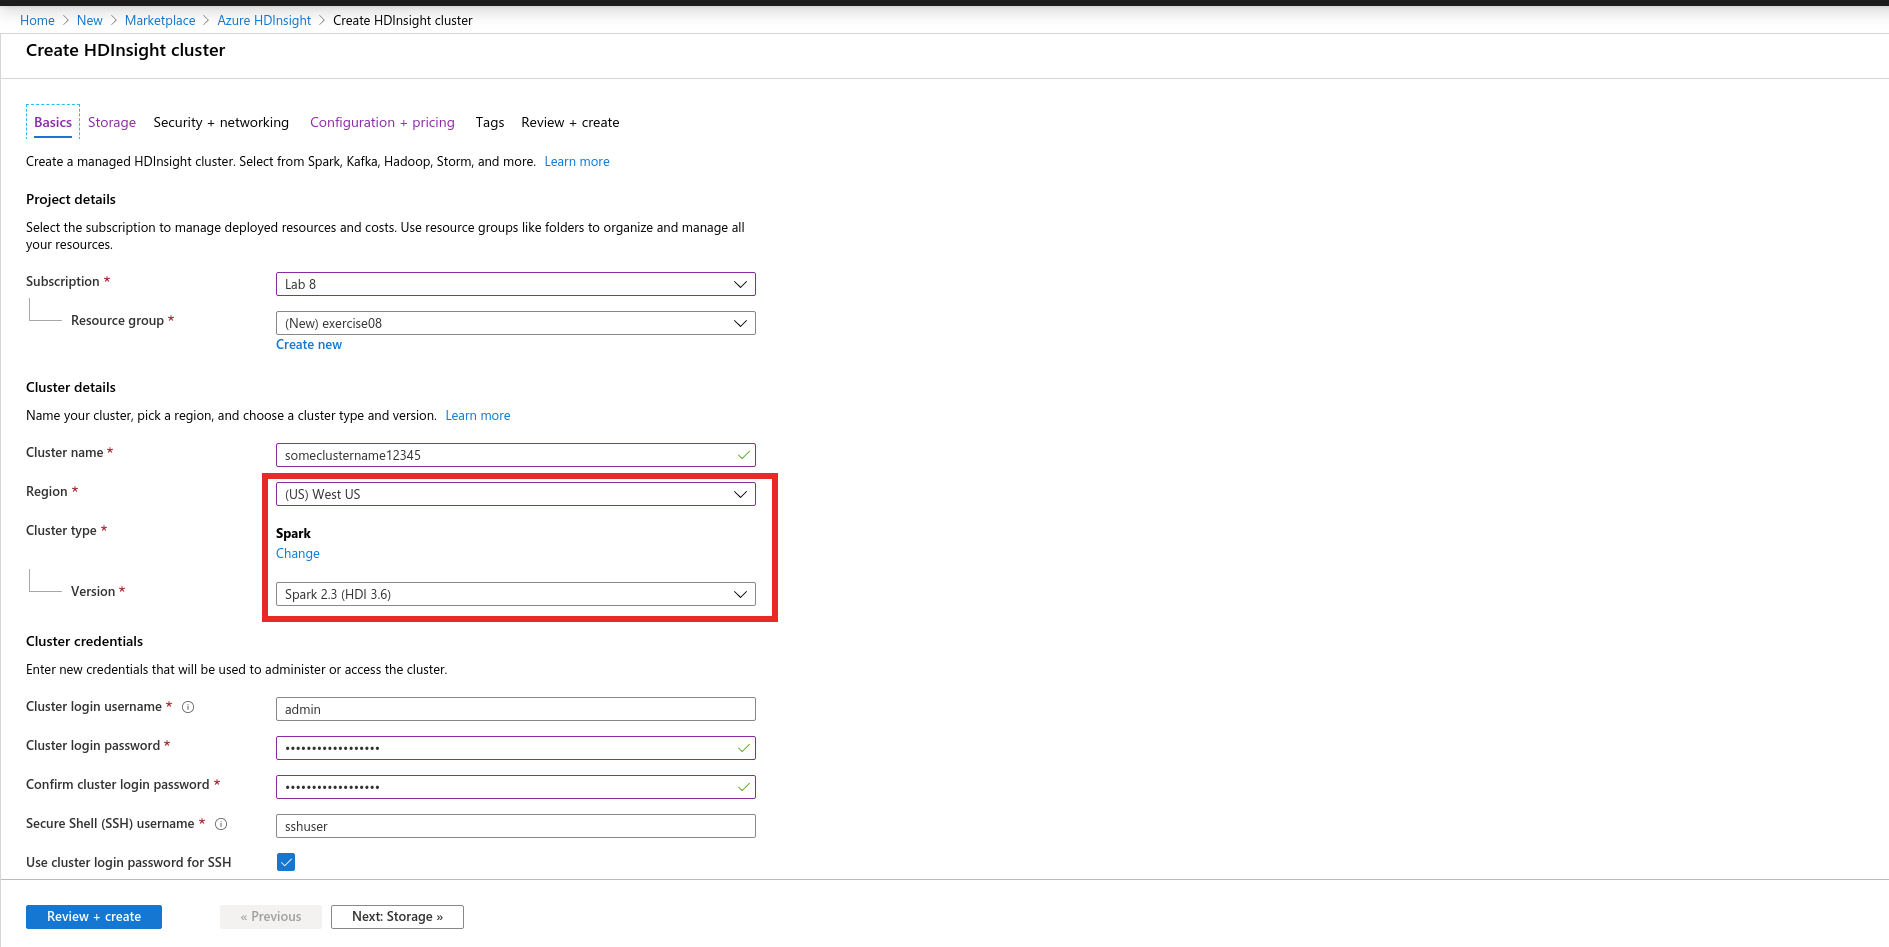 Home > New > Marketplace > Azure HDInsight > Create HDInsight cluster
Create HDInsight cluster
Basics Storage Security + networking Configuration + pricing Tags Review + create
Create a managed HDInsight cluster. Select from Spark, Kafka, Hadoop, Storm, and more. Learn more
Project details
Select the subscription to manage deployed resources and costs. Use resource groups like folders to organize and manage all
your resources.
Subscription * Lab 8
Resource group * (New) exercise08
Create new
Cluster details
Name your cluster, pick a region, and choose a cluster type and version. Learn more
Cluster name * someclustername12345
Region * (US) West US
Cluster type * Spark
Change
Version * Spark 2.3 (HDI 3.6)
Cluster credentials
Enter new credentials that will be used to administer or access the cluster.
Cluster login username * admin
Cluster login password * ••••••••••••••••••
Confirm cluster login password * ••••••••••••••••••
Secure Shell (SSH) username * sshuser
Use cluster login password for SSH
Review + create « Previous Next: Storage »